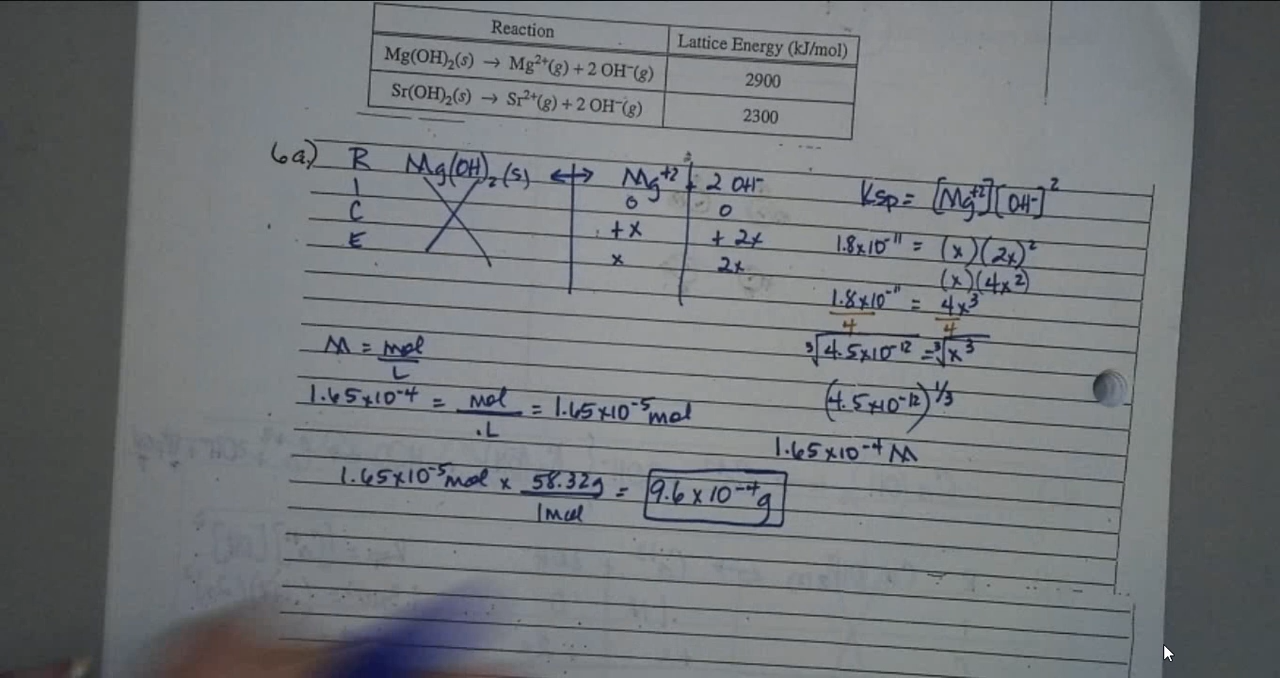 Reaction Lattice Energy (kJ/mol)
Mg(OH)₂(s) → Mg²⁺(g) + 2 OH⁻(g) 2900
Sr(OH)₂(s) → Sr²⁺(g) + 2 OH⁻(g) 2300
6a.) R Mg(OH)₂(s) ↔ Mg⁺² + 2 OH⁻
I 0 0
C +x +2x
E x 2x
Ksp = [Mg⁺²][OH⁻]²
1.8x10⁻¹¹ = (x)(2x)²
(x)(4x²)
1.8x10⁻¹¹ = 4x³
4 4
³√4.5x10⁻¹² = ³√x³
(4.5x10⁻¹²)^1/3
1.65x10⁻⁴ M
M = mol
L
1.65x10⁻⁴ = mol = 1.65x10⁻⁵ mol
.L
1.65x10⁻⁵ mol x 58.32g = 9.6 x 10⁻⁴ g
1mol